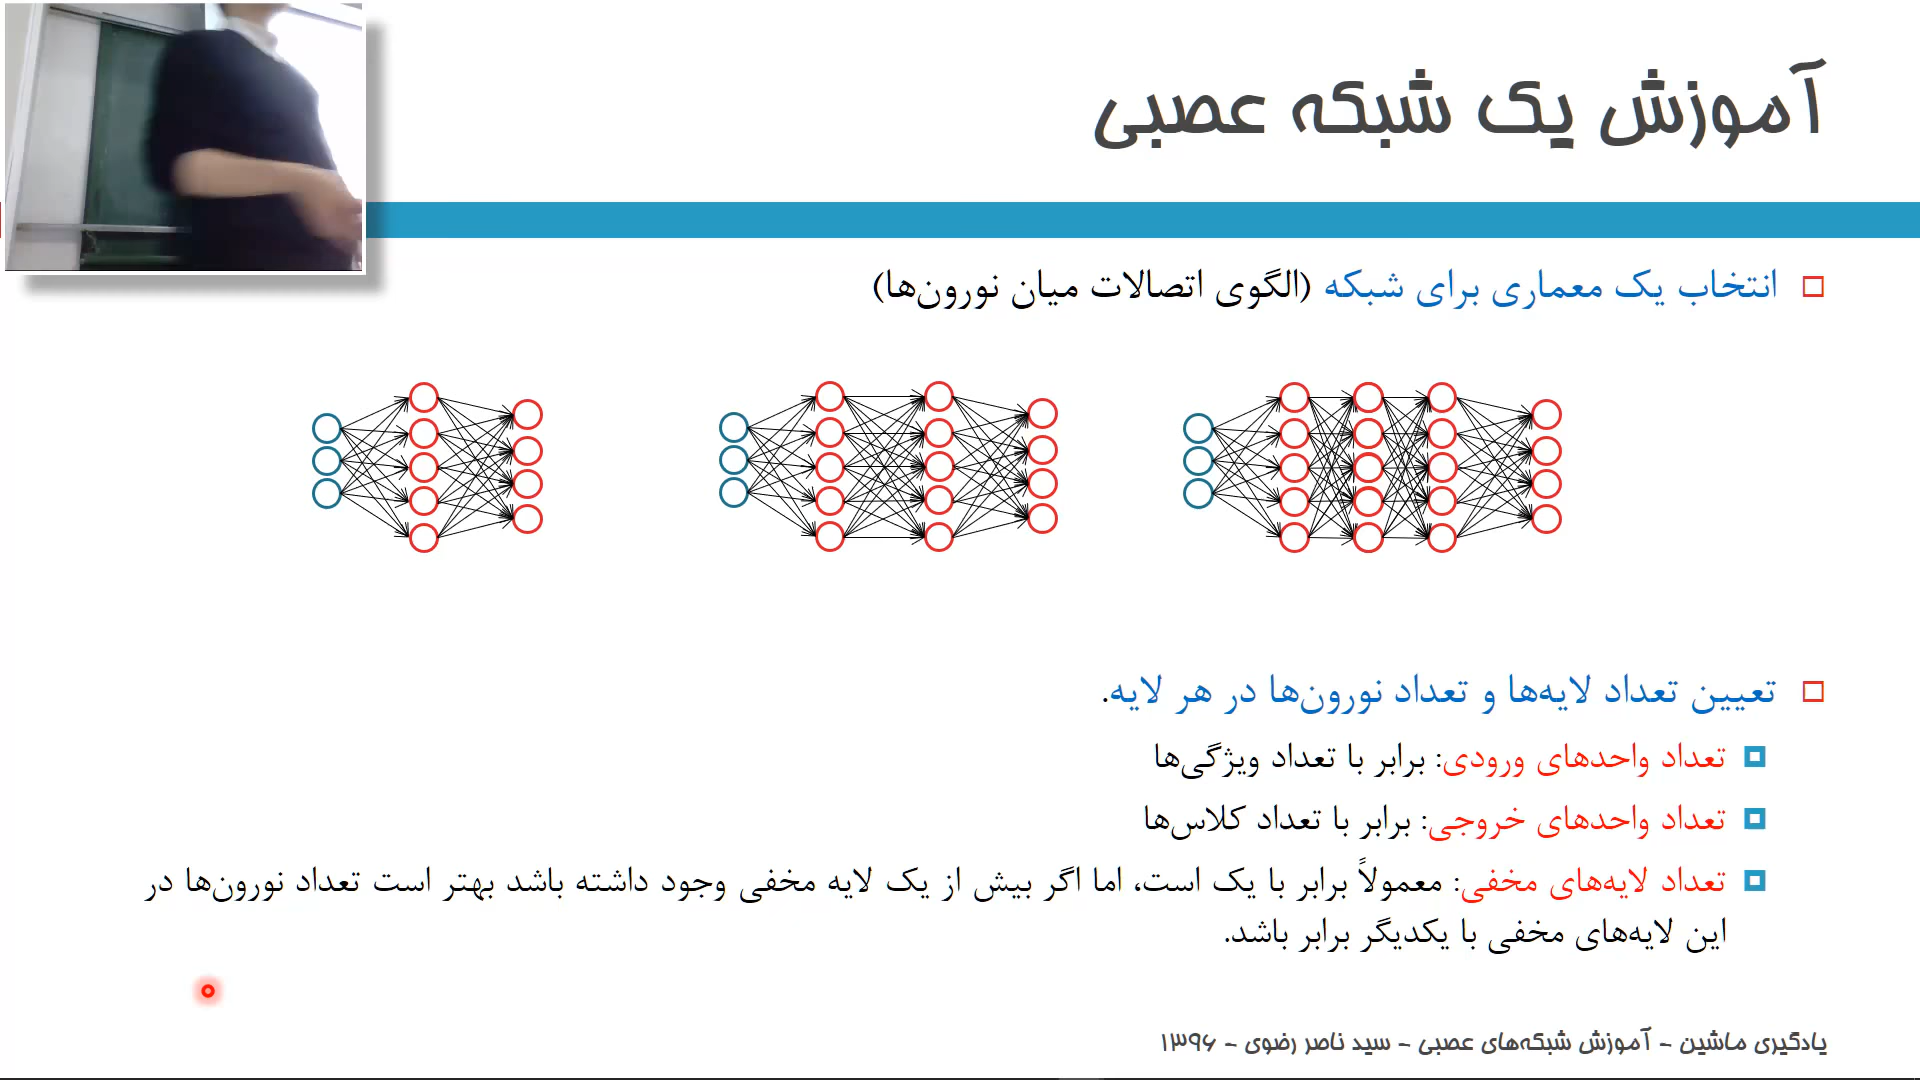 آموزش یک شبکه عصبی
انتخاب یک معماری برای شبکه (الگوی اتصالات میان نورون‌ها)
تعیین تعداد لایه‌ها و تعداد نورون‌ها در هر لایه.
تعداد واحدهای ورودی: برابر با تعداد ویژگی‌ها
تعداد واحدهای خروجی: برابر با تعداد کلاس‌ها
تعداد لایه‌های مخفی: معمولاً برابر با یک است، اما اگر بیش از یک لایه مخفی وجود داشته باشد بهتر است تعداد نورون‌ها در
این لایه‌های مخفی با یکدیگر برابر باشد.
یادگیری ماشین - آموزش شبکه‌های عصبی - سید ناصر رضوی - ۱۳۹۶